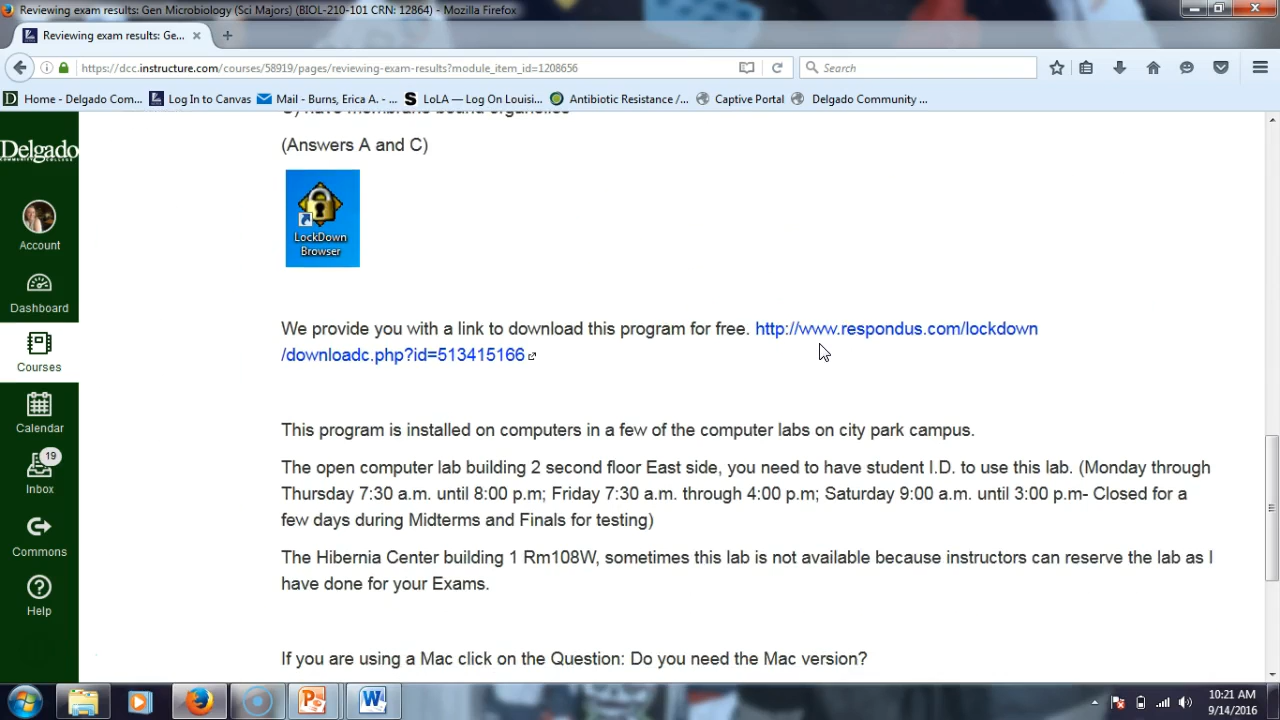 Reviewing exam results: Gen Microbiology (Sci Majors) (BIOL-210-101 CRN: 12864) - Mozilla Firefox
Reviewing exam results: Ge...
https://dcc.instructure.com/courses/58919/pages/reviewing-exam-results?module_item_id=1208656
Search
Home - Delgado Com...
Log In to Canvas
Mail - Burns, Erica A. - ...
LoLA — Log On Louisi...
Antibiotic Resistance /...
Captive Portal
Delgado Community ...
Delgado
COMMUNITY COLLEGE
Account
Dashboard
Courses
Calendar
19
Inbox
Commons
Help
C) have membrane bound organelles
(Answers A and C)
LockDown
Browser
We provide you with a link to download this program for free. http://www.respondus.com/lockdown
/downloadc.php?id=513415166
This program is installed on computers in a few of the computer labs on city park campus.
The open computer lab building 2 second floor East side, you need to have student I.D. to use this lab. (Monday through
Thursday 7:30 a.m. until 8:00 p.m; Friday 7:30 a.m. through 4:00 p.m; Saturday 9:00 a.m. until 3:00 p.m- Closed for a
few days during Midterms and Finals for testing)
The Hibernia Center building 1 Rm108W, sometimes this lab is not available because instructors can reserve the lab as I
have done for your Exams.
If you are using a Mac click on the Question: Do you need the Mac version?
10:21 AM
9/14/2016